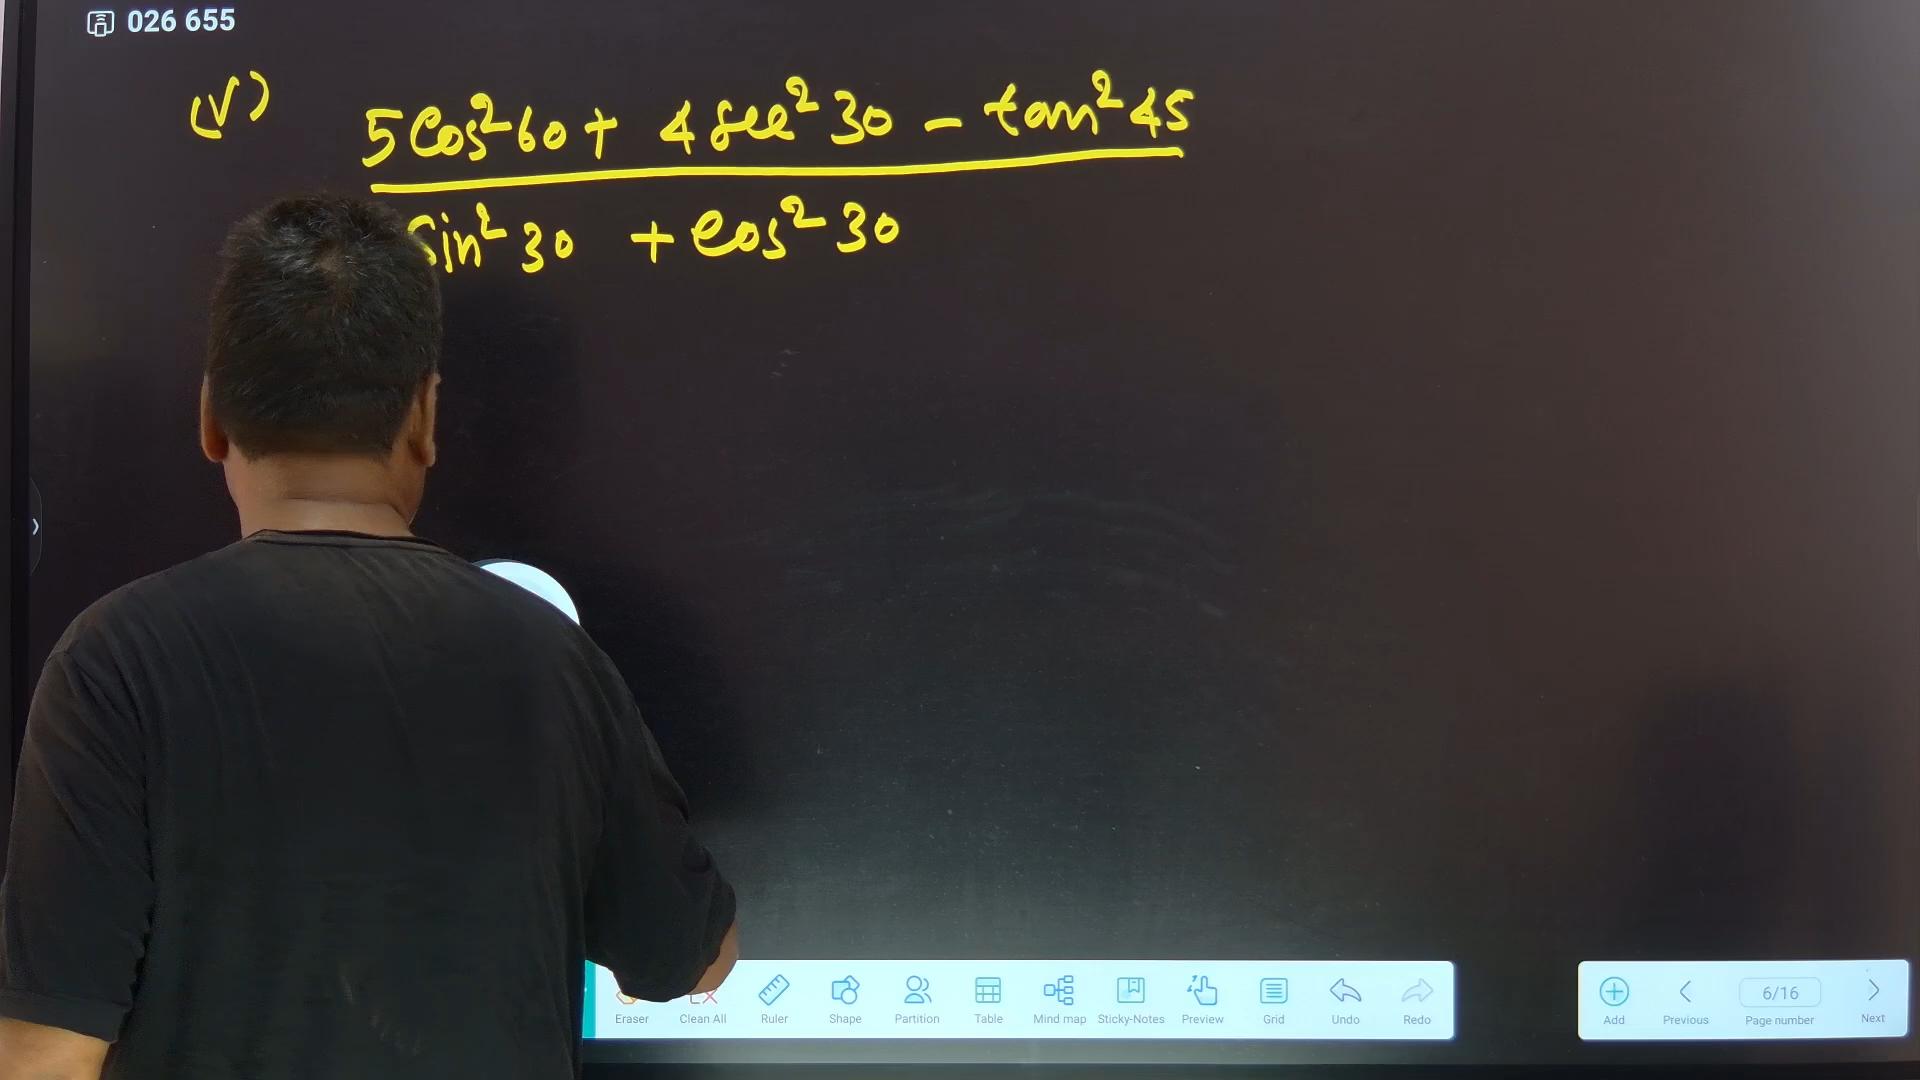 026 655
(V) 5 cos²60 + 4 sec²30 - tan²45
sin²30 + cos²30
Eraser Clean All Ruler Shape Partition Table Mind map Sticky-Notes Preview Grid Undo Redo
Add Previous 6/16 Page number Next